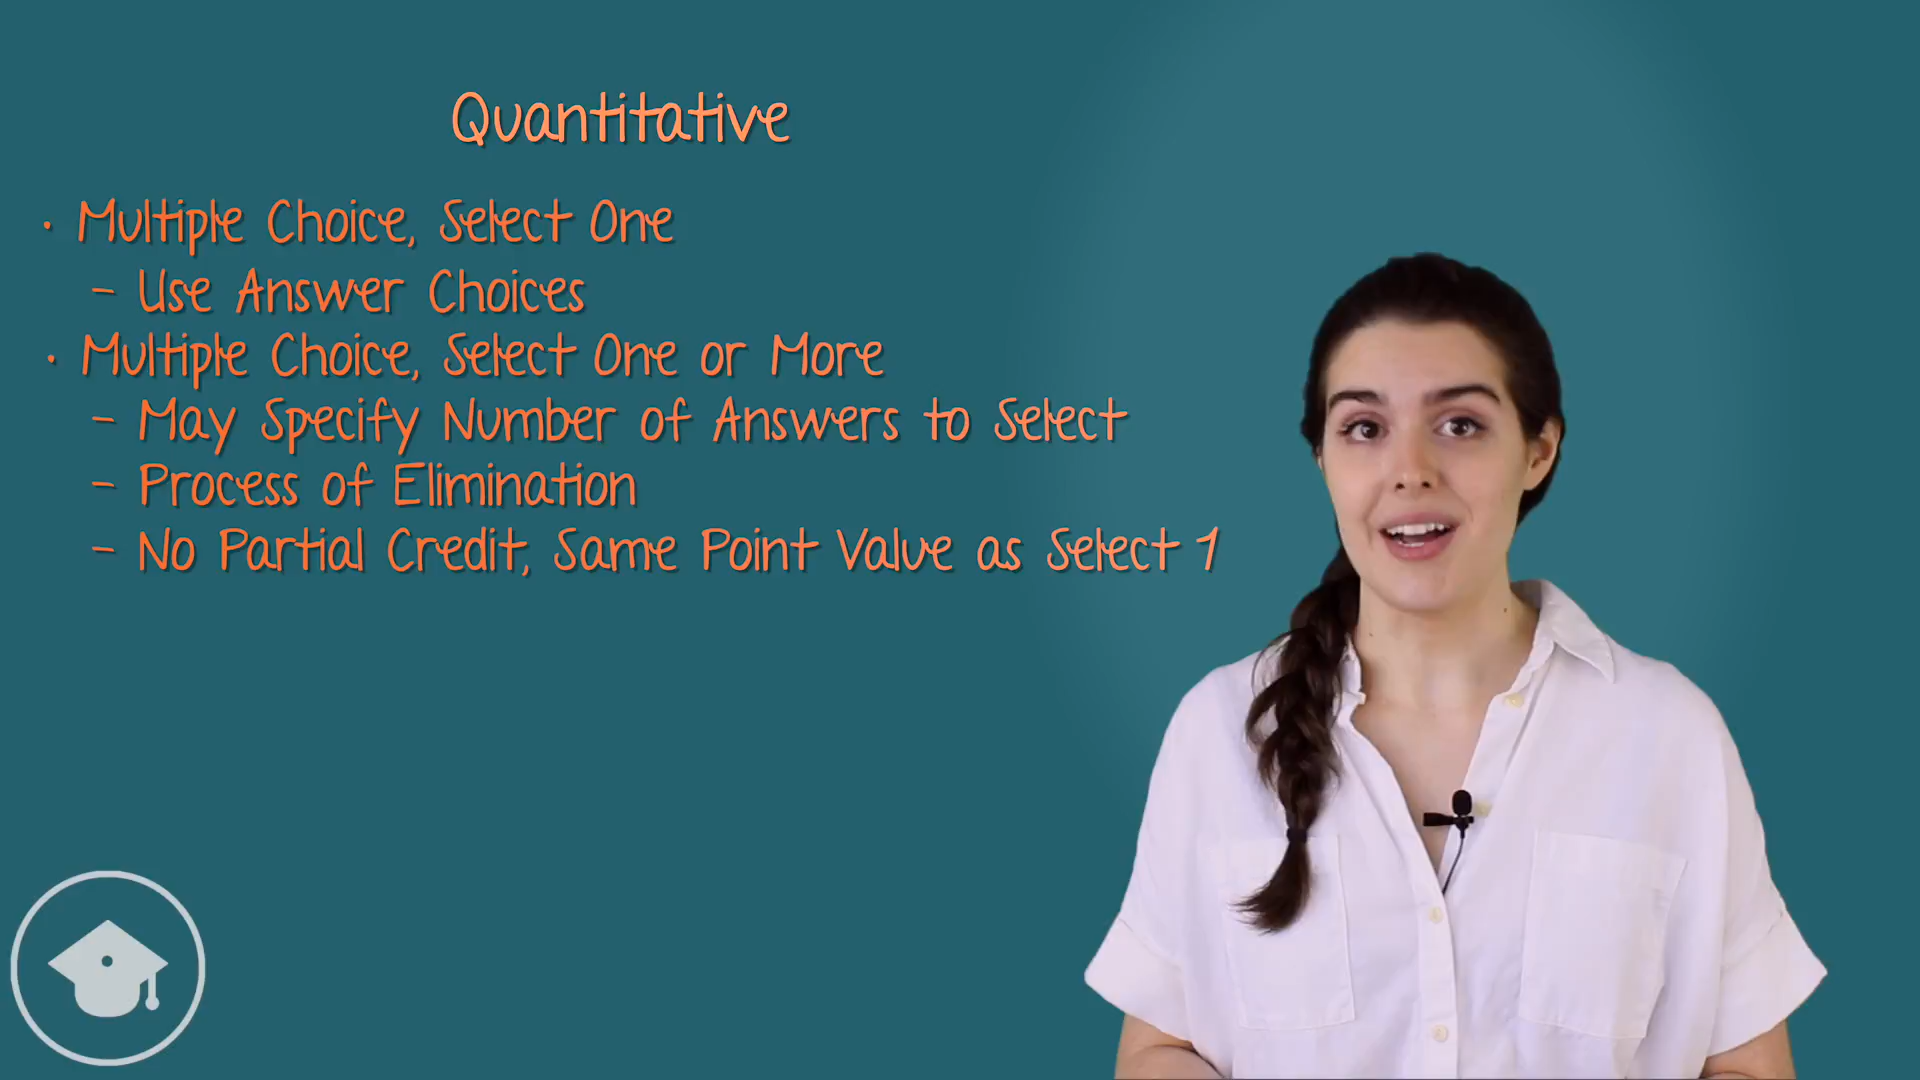 Quantitative
• Multiple Choice, Select One
- Use Answer Choices
• Multiple Choice, Select One or More
- May Specify Number of Answers to Select
- Process of Elimination
- No Partial Credit, Same Point Value as Select 1